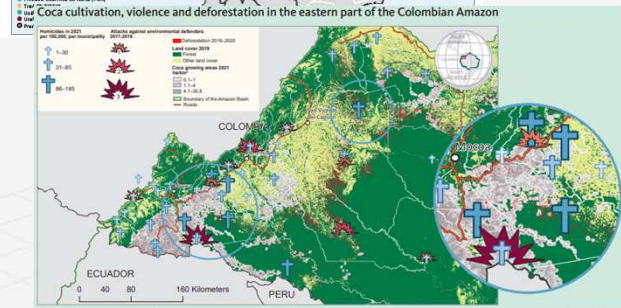 Coca cultivation, violence and deforestation in the eastern part of the Colombian Amazon
Homicides in 2021
per 100,000, per municipality
1–30
31–85
86–185
Attacks against environmental defenders
2017–2019
Deforestation 2016–2020
Land cover 2019
Forest
Other land cover
Coca growing areas 2021
ha/km²
0.1–1
1.1–4
4.1–26.8
Boundary of the Amazon Basin
Roads
COLOMBIA
Mocoa
ECUADOR
PERU
0 40 80 160 Kilometers